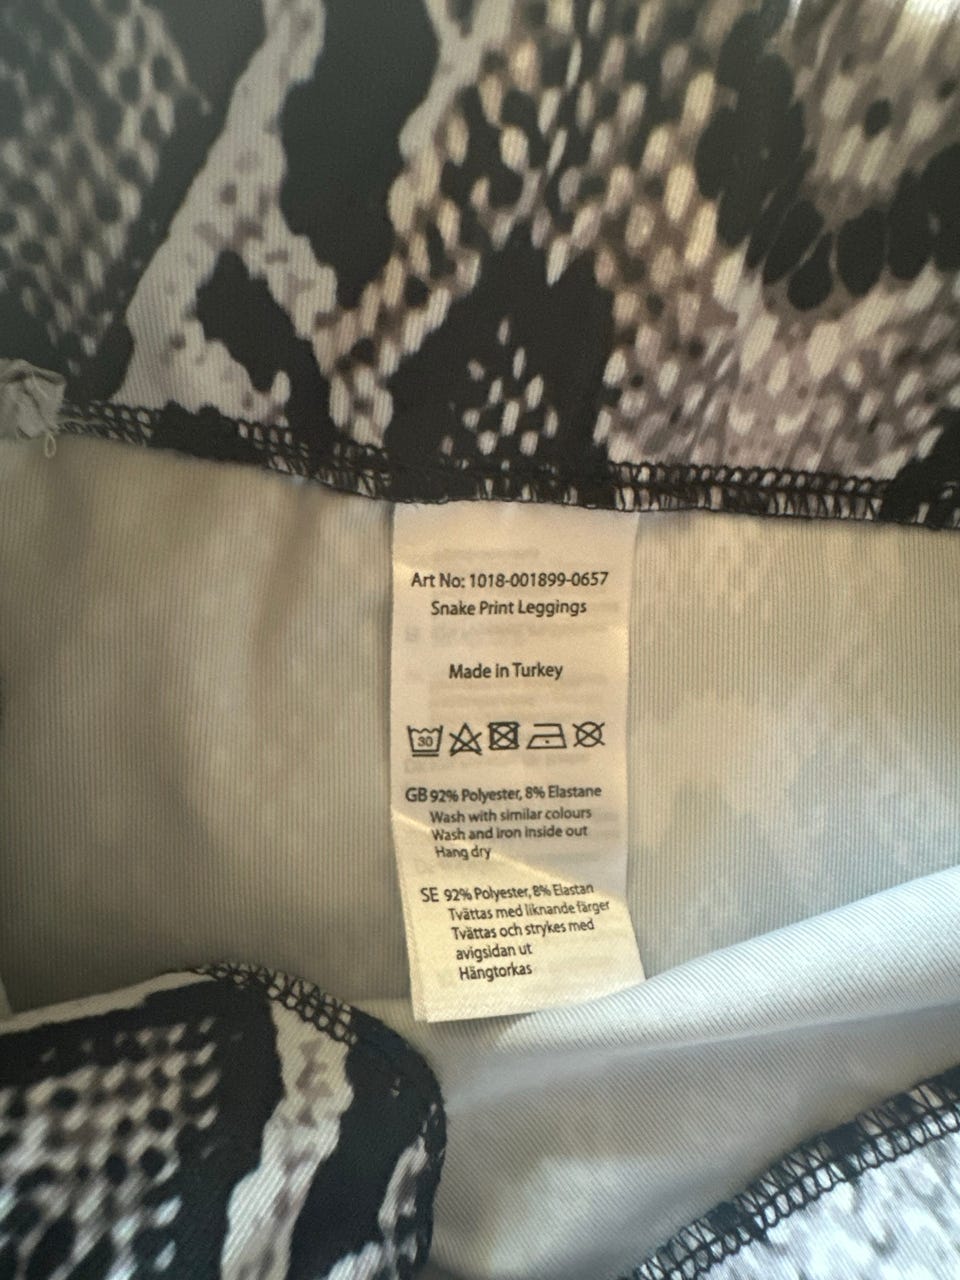 Art No: 1018-001899-0657
Snake Print Leggings
Made in Turkey
30
GB 92% Polyester, 8% Elastane
Wash with similar colours
Wash and iron inside out
Hang dry
SE 92% Polyester, 8% Elastan
Tvättas med liknande färger
Tvättas och strykes med
avigsidan ut
Hängtorkas